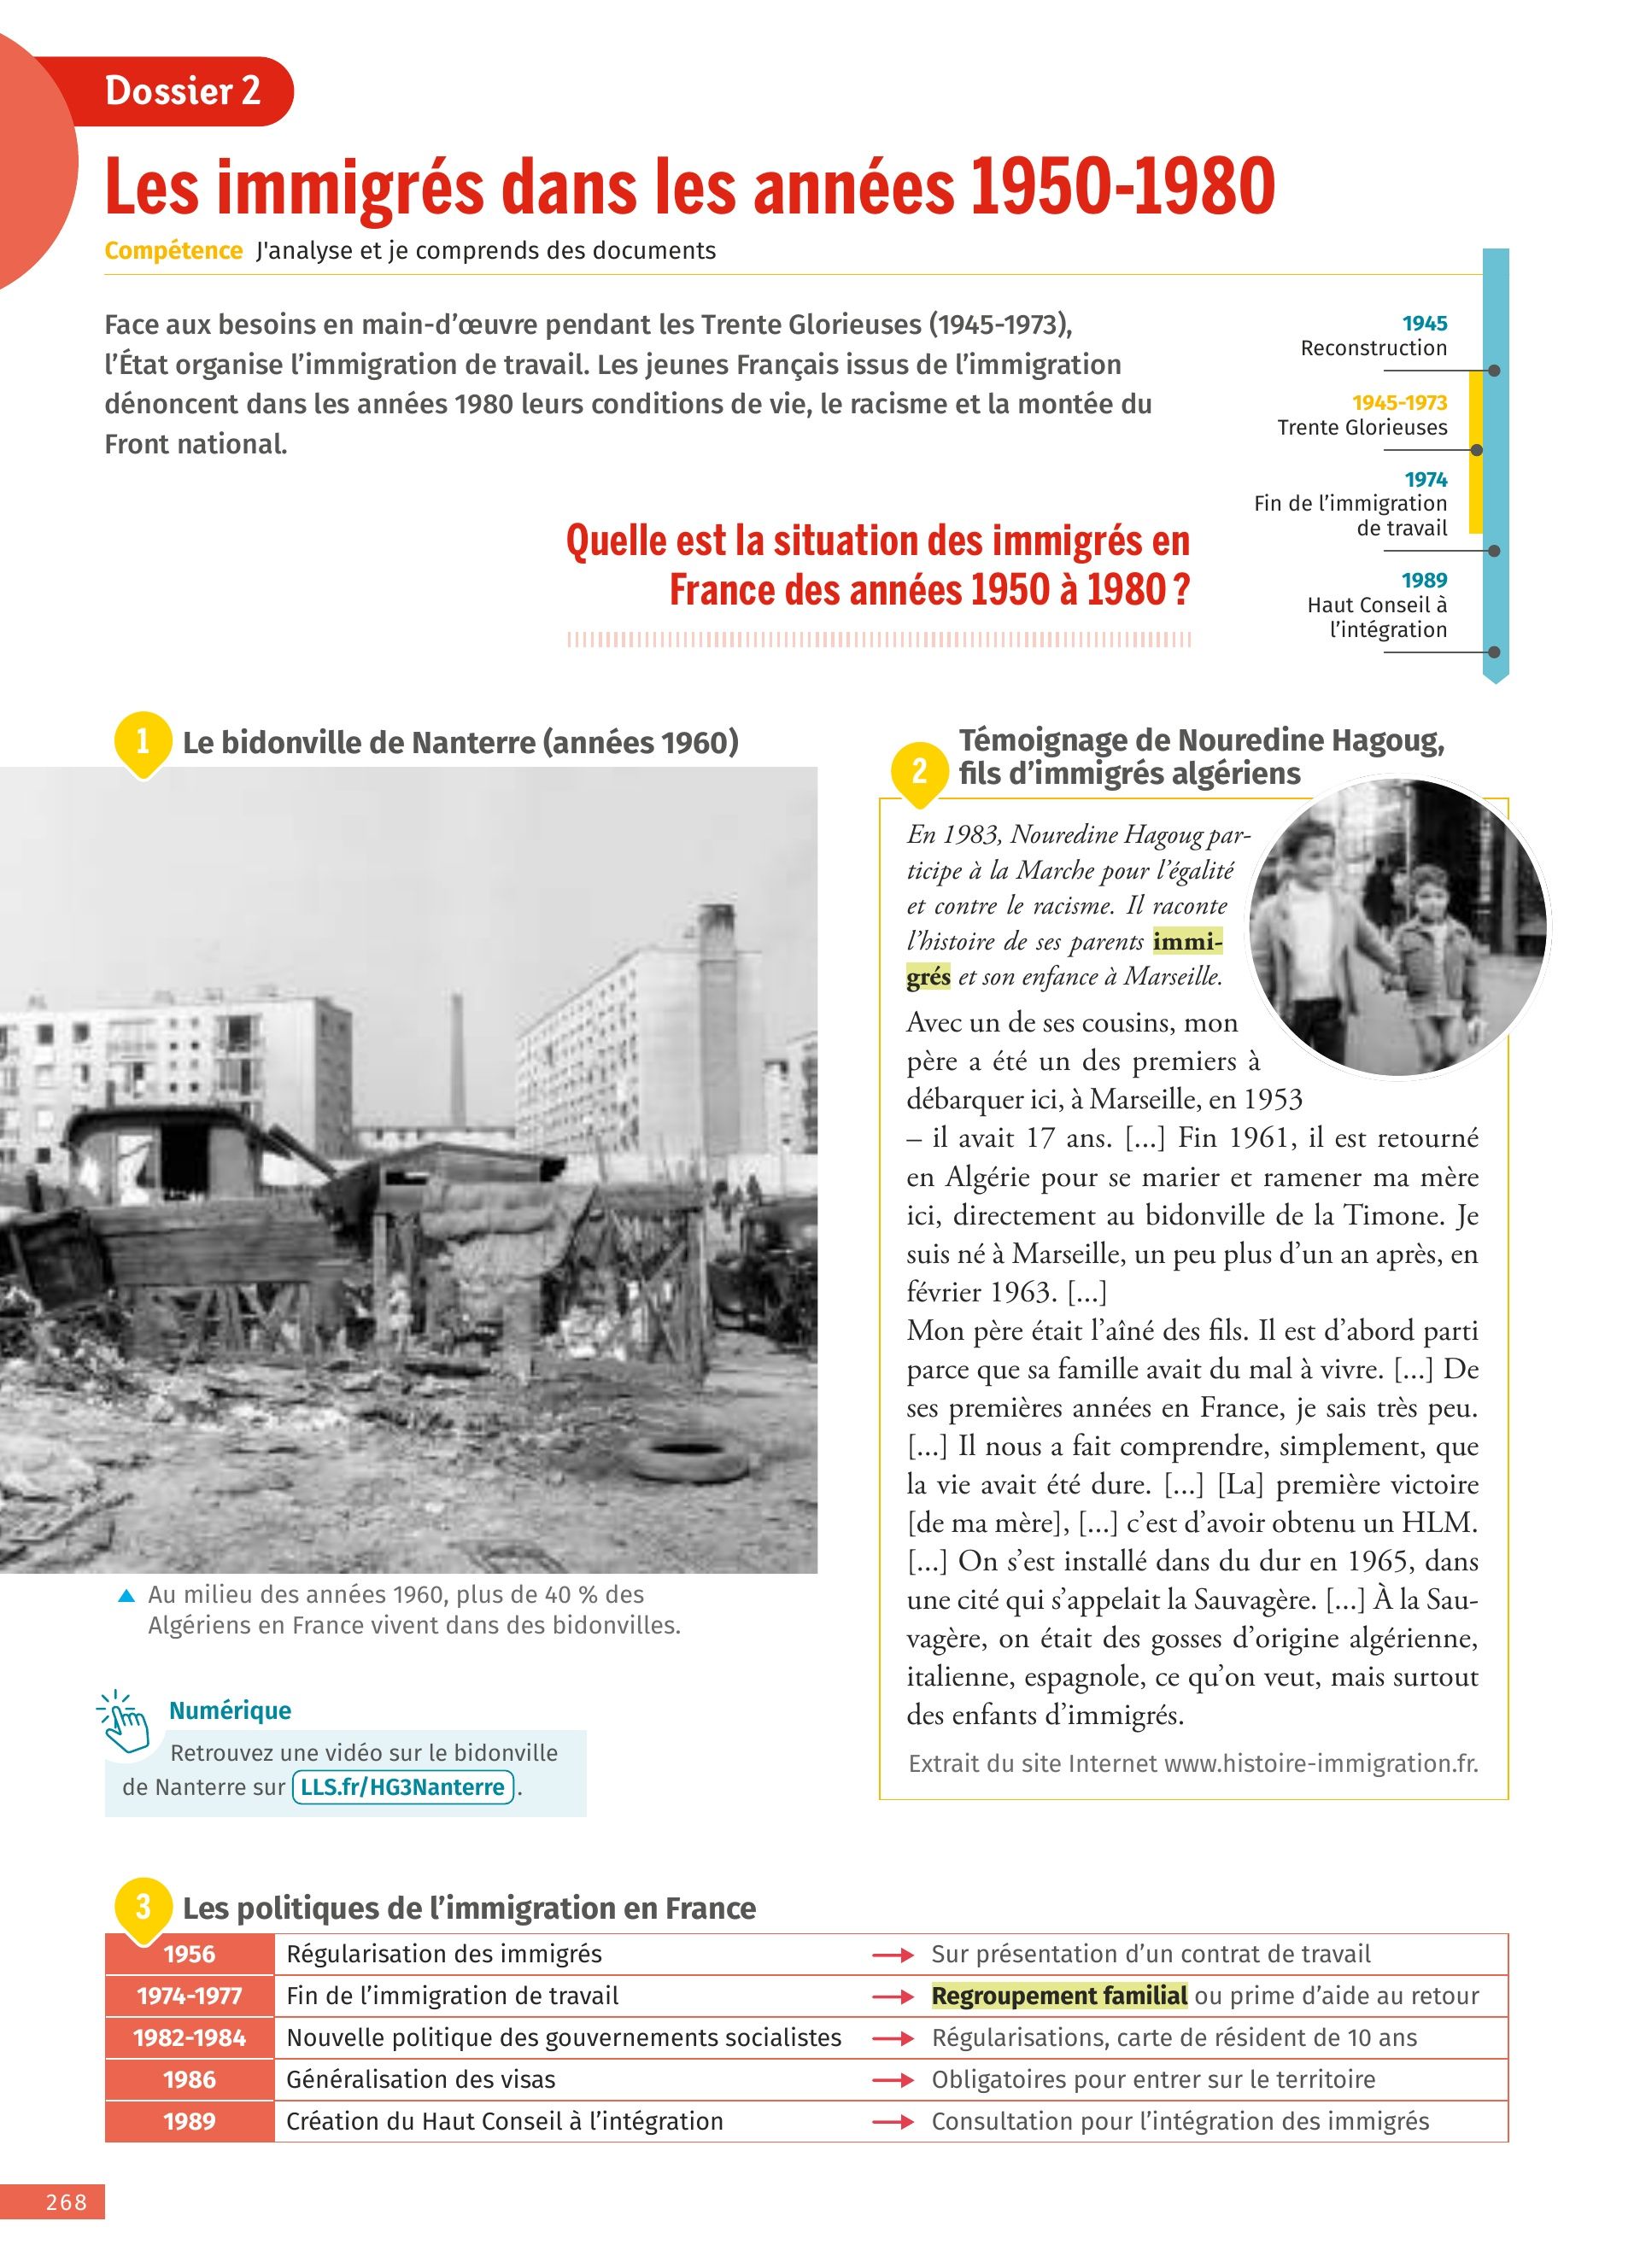 Dossier 2
Les immigrés dans les années 1950-1980
Compétence J'analyse et je comprends des documents
Face aux besoins en main-d’œuvre pendant les Trente Glorieuses (1945-1973),
l’État organise l’immigration de travail. Les jeunes Français issus de l’immigration
dénoncent dans les années 1980 leurs conditions de vie, le racisme et la montée du
Front national.
Quelle est la situation des immigrés en
France des années 1950 à 1980 ?
1945
Reconstruction
1945-1973
Trente Glorieuses
1974
Fin de l’immigration
de travail
1989
Haut Conseil à
l’intégration
1 Le bidonville de Nanterre (années 1960)
▲ Au milieu des années 1960, plus de 40 % des
Algériens en France vivent dans des bidonvilles.
Numérique
Retrouvez une vidéo sur le bidonville
de Nanterre sur LLS.fr/HG3Nanterre .
2 Témoignage de Nouredine Hagoug,
fils d’immigrés algériens
En 1983, Nouredine Hagoug par-
ticipe à la Marche pour l’égalité
et contre le racisme. Il raconte
l’histoire de ses parents immi-
grés et son enfance à Marseille.
Avec un de ses cousins, mon
père a été un des premiers à
débarquer ici, à Marseille, en 1953
– il avait 17 ans. [...] Fin 1961, il est retourné
en Algérie pour se marier et ramener ma mère
ici, directement au bidonville de la Timone. Je
suis né à Marseille, un peu plus d’un an après, en
février 1963. [...]
Mon père était l’aîné des fils. Il est d’abord parti
parce que sa famille avait du mal à vivre. [...] De
ses premières années en France, je sais très peu.
[...] Il nous a fait comprendre, simplement, que
la vie avait été dure. [...] [La] première victoire
[de ma mère], [...] c’est d’avoir obtenu un HLM.
[...] On s’est installé dans du dur en 1965, dans
une cité qui s’appelait la Sauvagère. [...] À la Sau-
vagère, on était des gosses d’origine algérienne,
italienne, espagnole, ce qu’on veut, mais surtout
des enfants d’immigrés.
Extrait du site Internet www.histoire-immigration.fr.
3 Les politiques de l’immigration en France
1956 Régularisation des immigrés → Sur présentation d’un contrat de travail
1974-1977 Fin de l’immigration de travail → Regroupement familial ou prime d’aide au retour
1982-1984 Nouvelle politique des gouvernements socialistes → Régularisations, carte de résident de 10 ans
1986 Généralisation des visas → Obligatoires pour entrer sur le territoire
1989 Création du Haut Conseil à l’intégration → Consultation pour l’intégration des immigrés
268